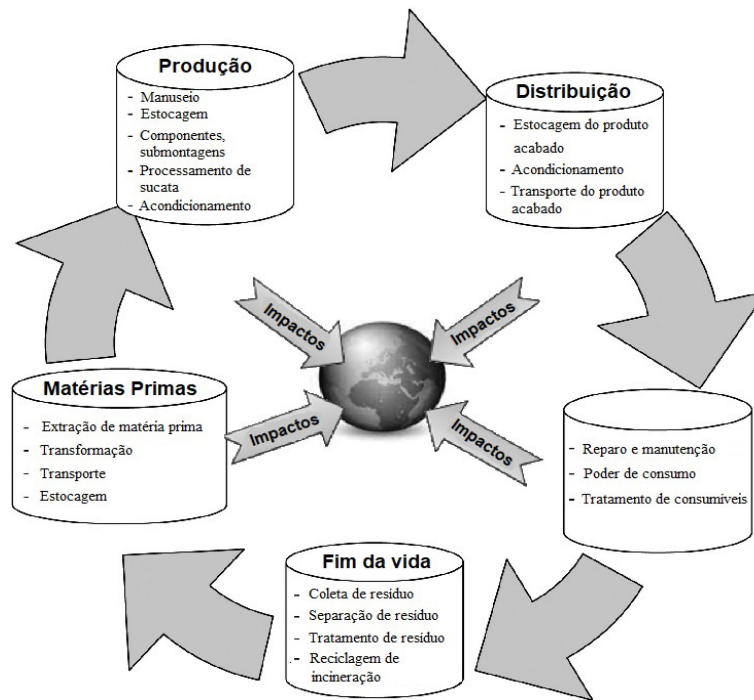 Produção
- Manuseio
- Estocagem
- Componentes,
submontagens
- Processamento de
sucata
- Acondicionamento
Distribuição
- Estocagem do produto
acabado
- Acondicionamento
- Transporte do produto
acabado
Impactos
Impactos
Matérias Primas
- Extração de matéria prima
- Transformação
- Transporte
- Estocagem
Impactos
Impactos
- Reparo e manutenção
- Poder de consumo
- Tratamento de consumíveis
Fim da vida
- Coleta de resíduo
- Separação de resíduo
- Tratamento de resíduo
- Reciclagem de
incineração